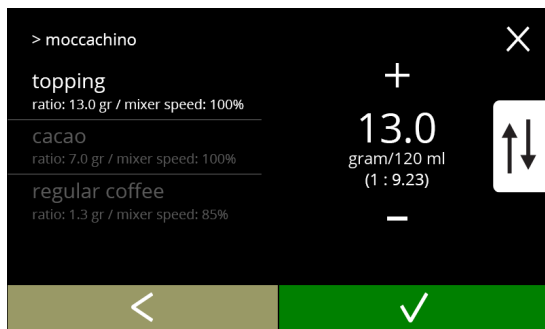 > moccachino
topping
ratio: 13.0 gr / mixer speed: 100%
cacao
ratio: 7.0 gr / mixer speed: 100%
regular coffee
ratio: 1.3 gr / mixer speed: 85%
+
13.0
gram/120 ml
(1 : 9.23)
−